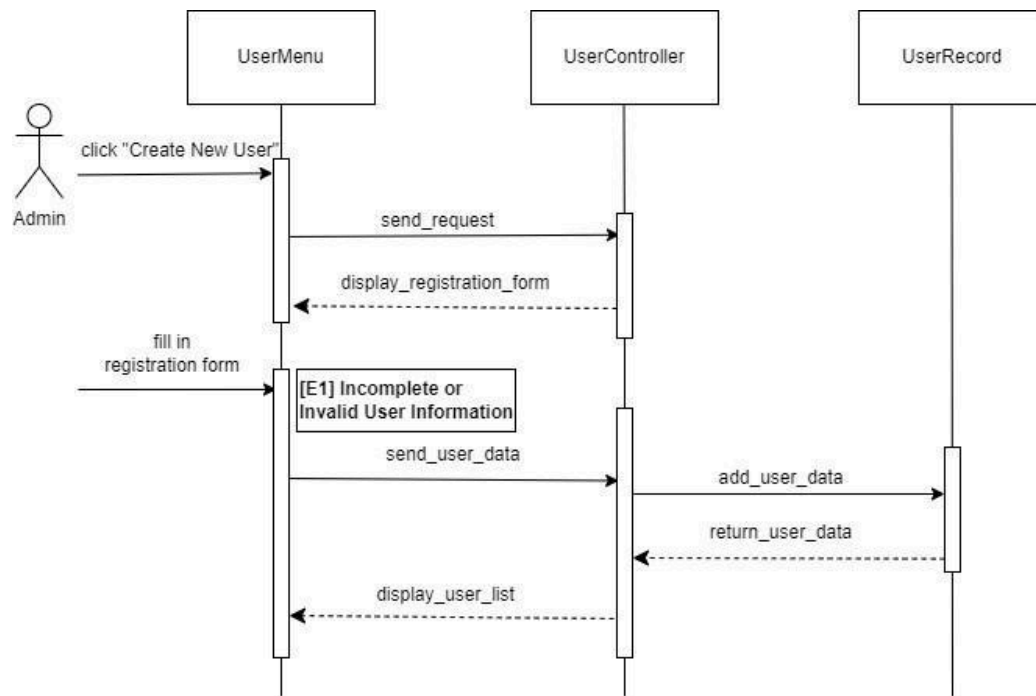 UserMenu
UserController
UserRecord
click "Create New User"
Admin
send_request
display_registration_form
fill in
registration form
[E1] Incomplete or
Invalid User Information
send_user_data
add_user_data
return_user_data
display_user_list